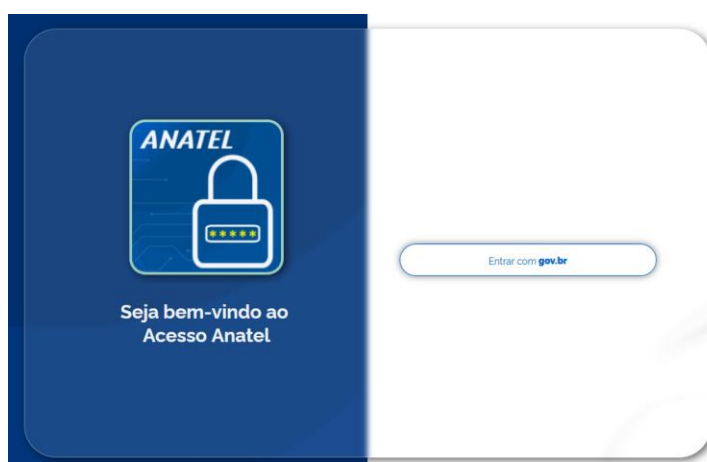 ANATEL
*****
Seja bem-vindo ao
Acesso Anatel
Entrar com gov.br